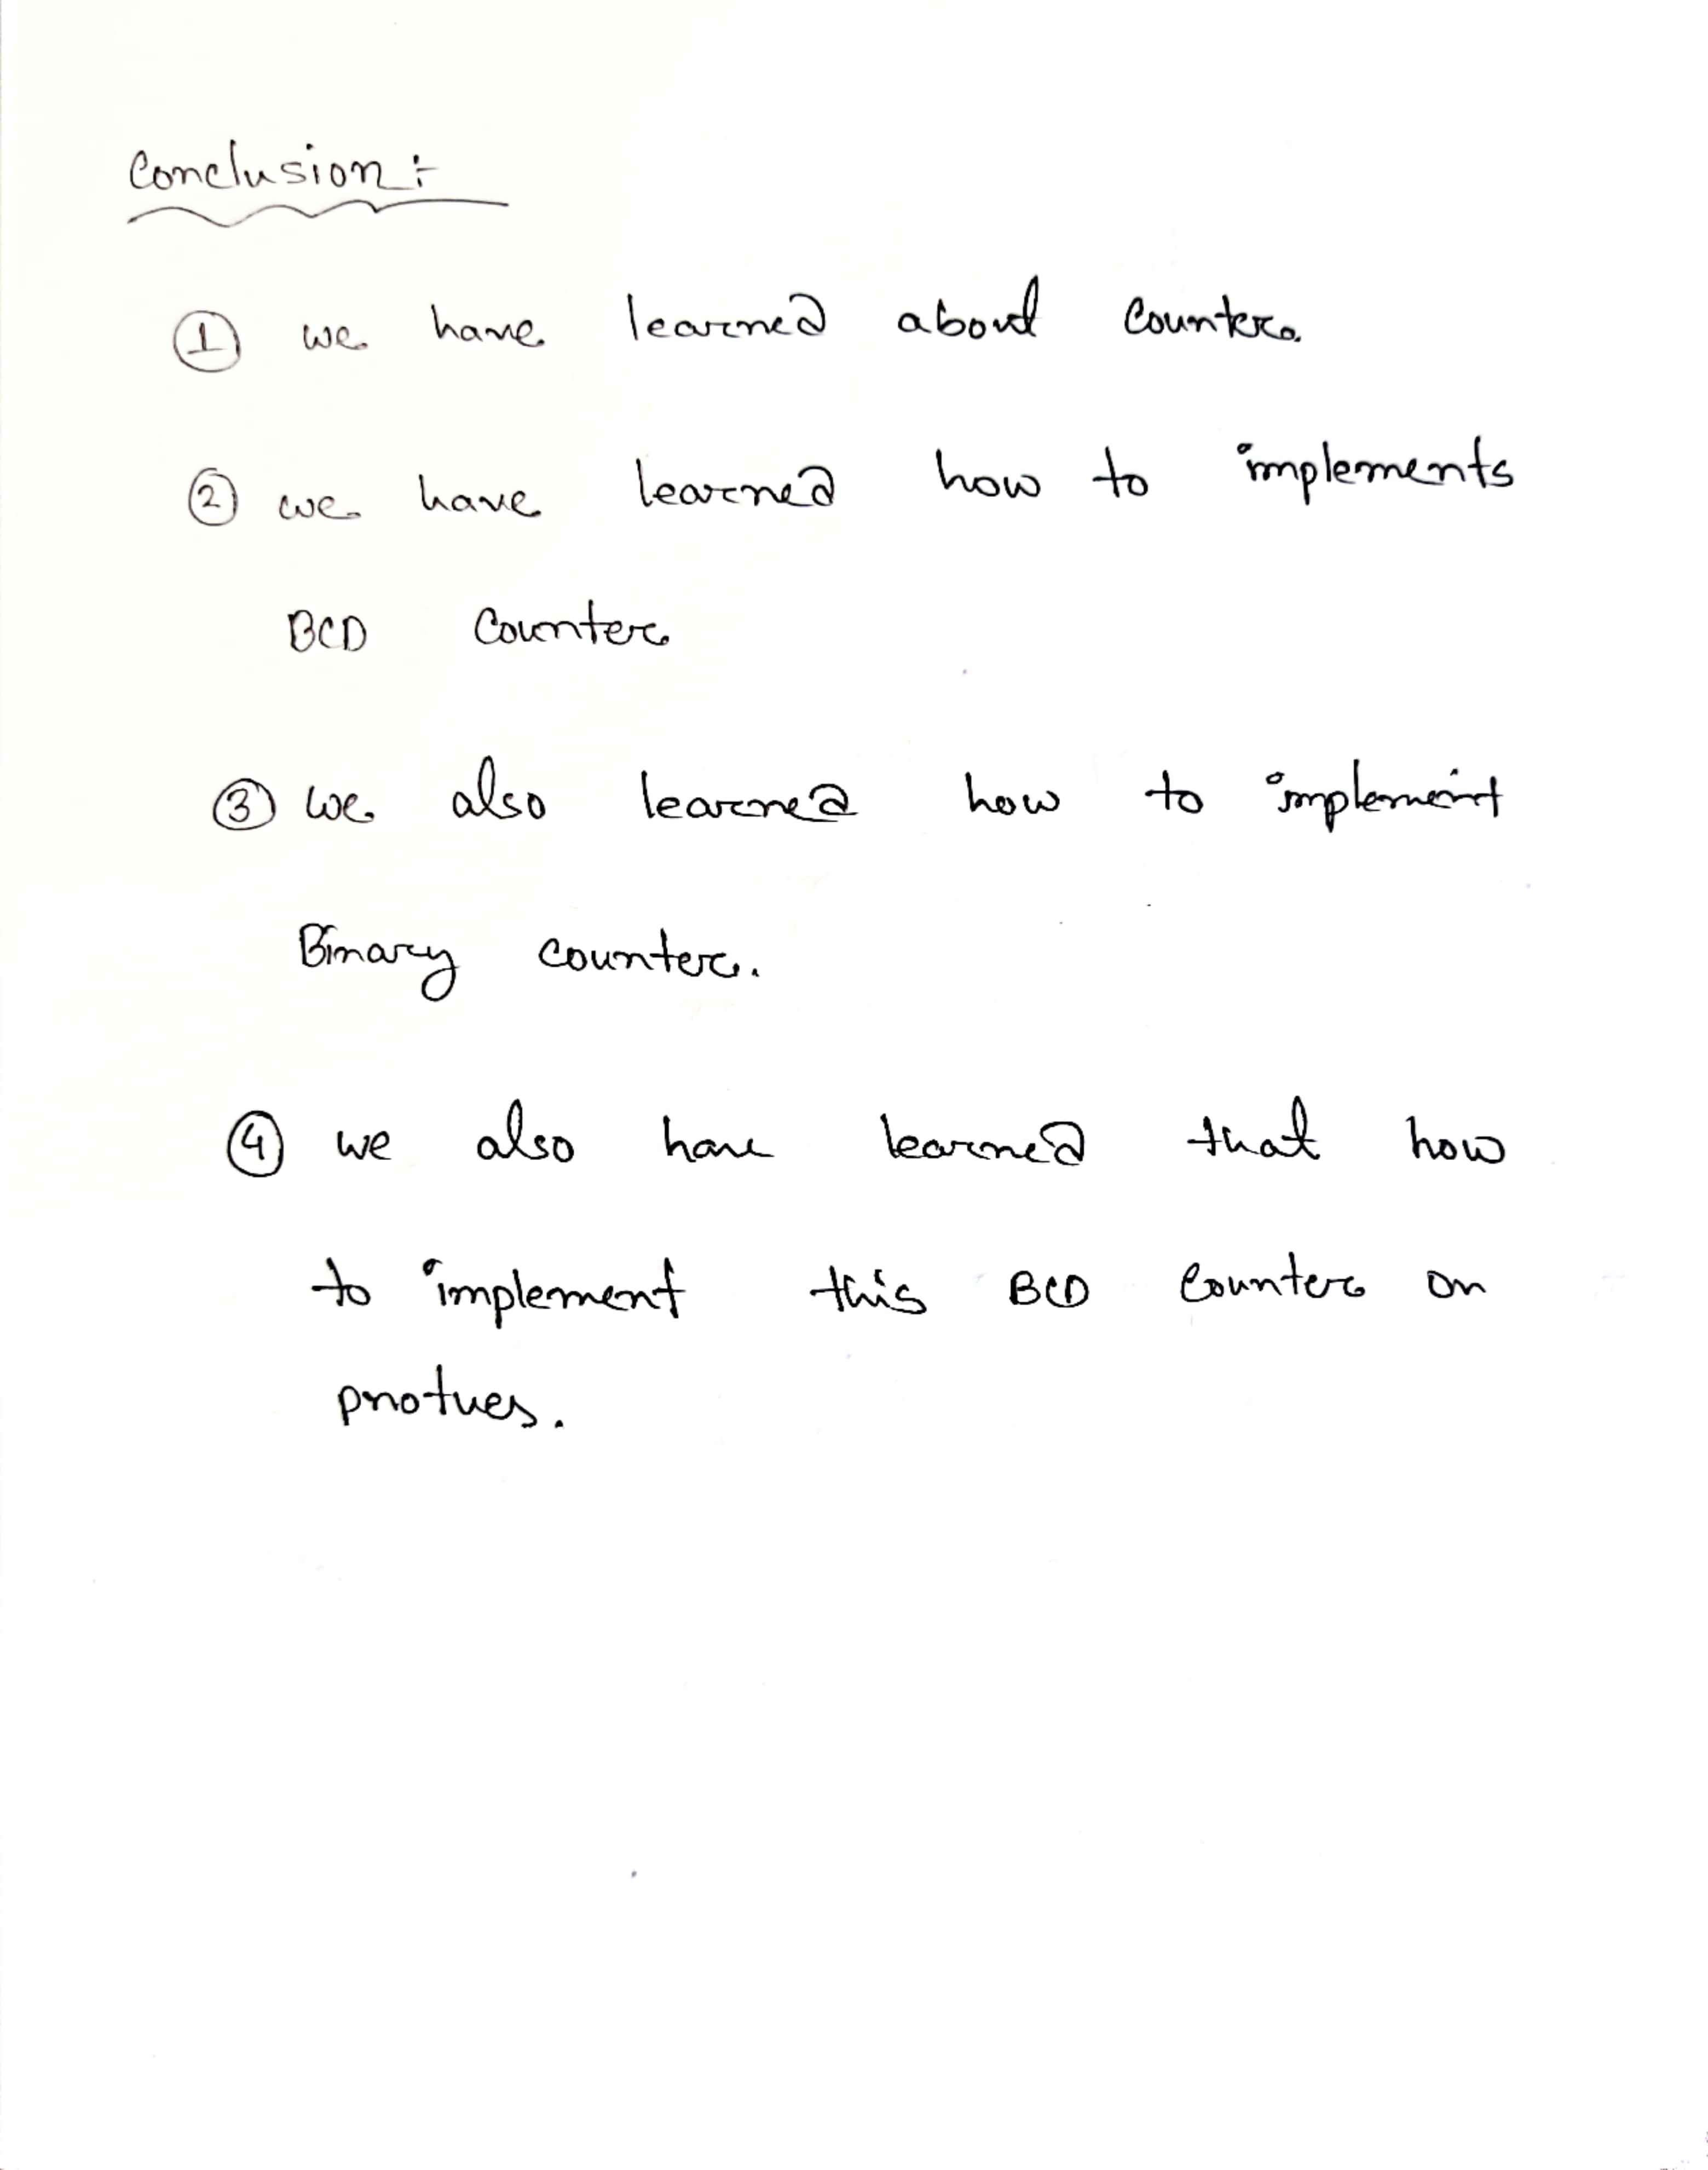 Conclusion :-
① we have learned about Counter.
② we have learned how to implements
BCD Counter
③ we also learned how to implement
Binary counter.
④ we also have learned that how
to implement this BCD Counter on
protues.